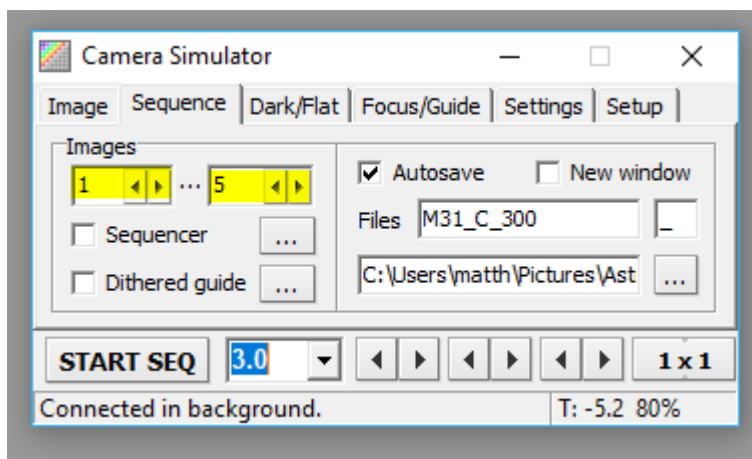 Camera Simulator
Image Sequence Dark/Flat Focus/Guide Settings Setup
Images
1 ... 5
Autosave New window
Sequencer ...
Files M31_C_300 _
Dithered guide ...
C:\Users\matth\Pictures\Ast ...
START SEQ 3.0 1 x 1
Connected in background. T: -5.2 80%